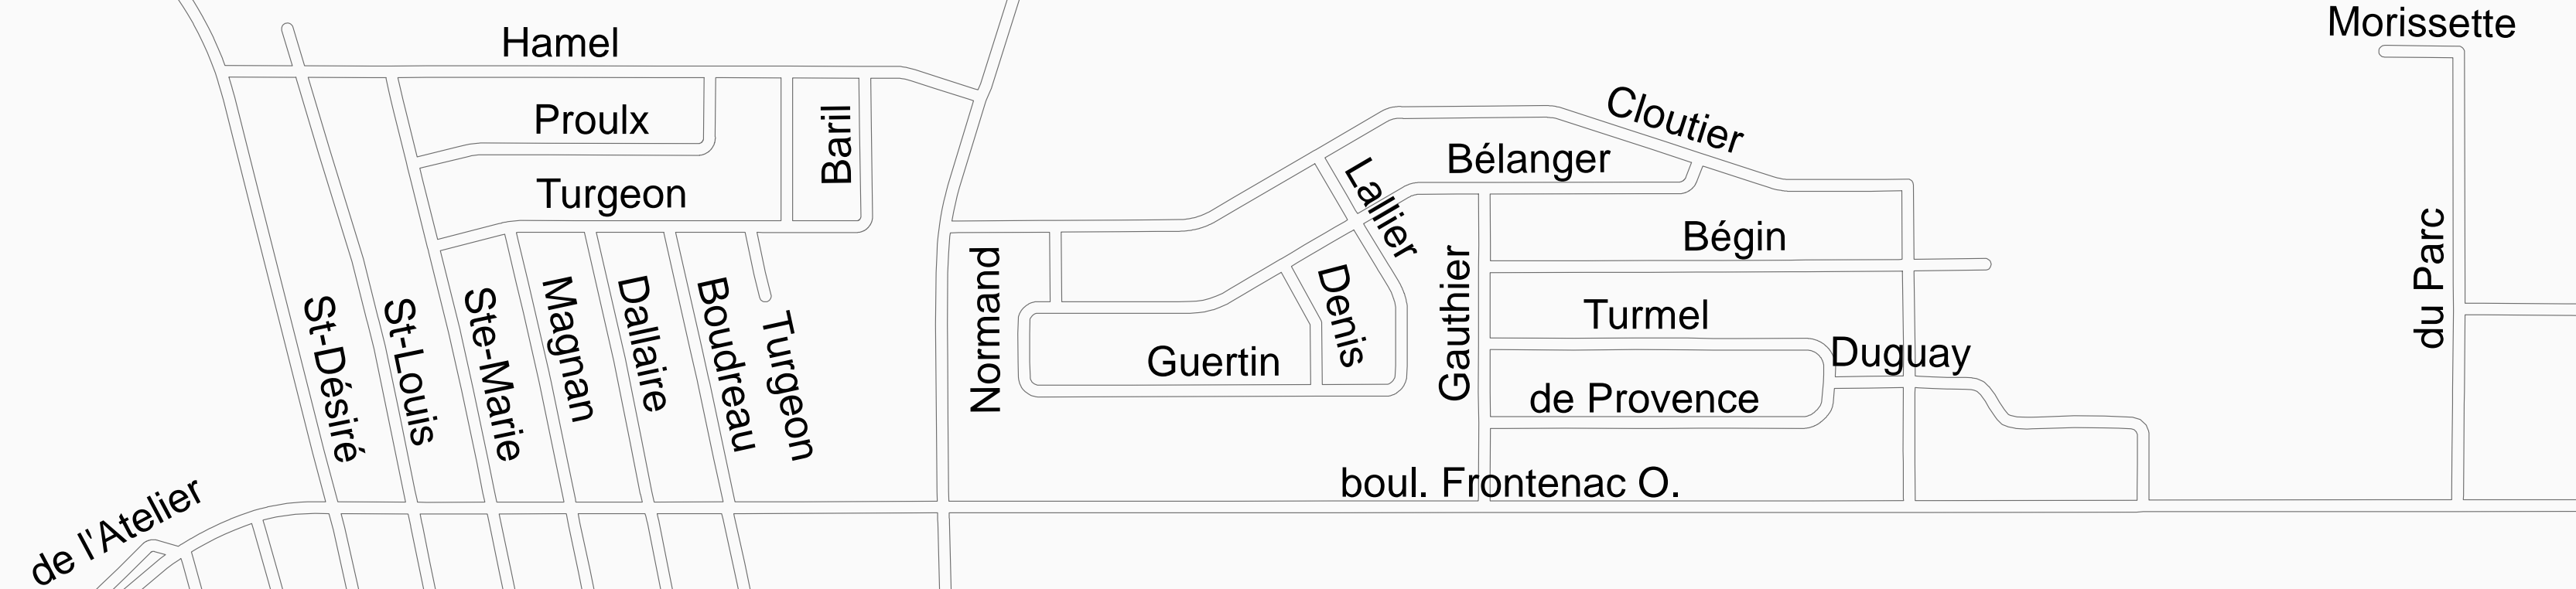 Morissette
Hamel
Cloutier
Proulx
Baril
Bélanger
Lallier
Turgeon
Bégin
du Parc
Normand
Gauthier
Denis
Turmel
St-Désiré
St-Louis
Ste-Marie
Magnan
Dallaire
Boudreau
Turgeon
Guertin
Duguay
de Provence
boul. Frontenac O.
de l'Atelier